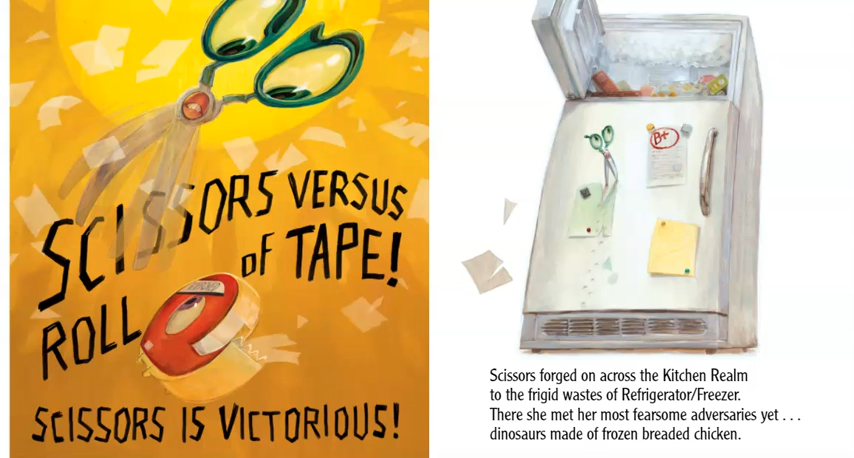 SCISSORS VERSUS
ROLL OF TAPE!
SCISSORS IS VICTORIOUS!
B+
Scissors forged on across the Kitchen Realm
to the frigid wastes of Refrigerator/Freezer.
There she met her most fearsome adversaries yet . . .
dinosaurs made of frozen breaded chicken.